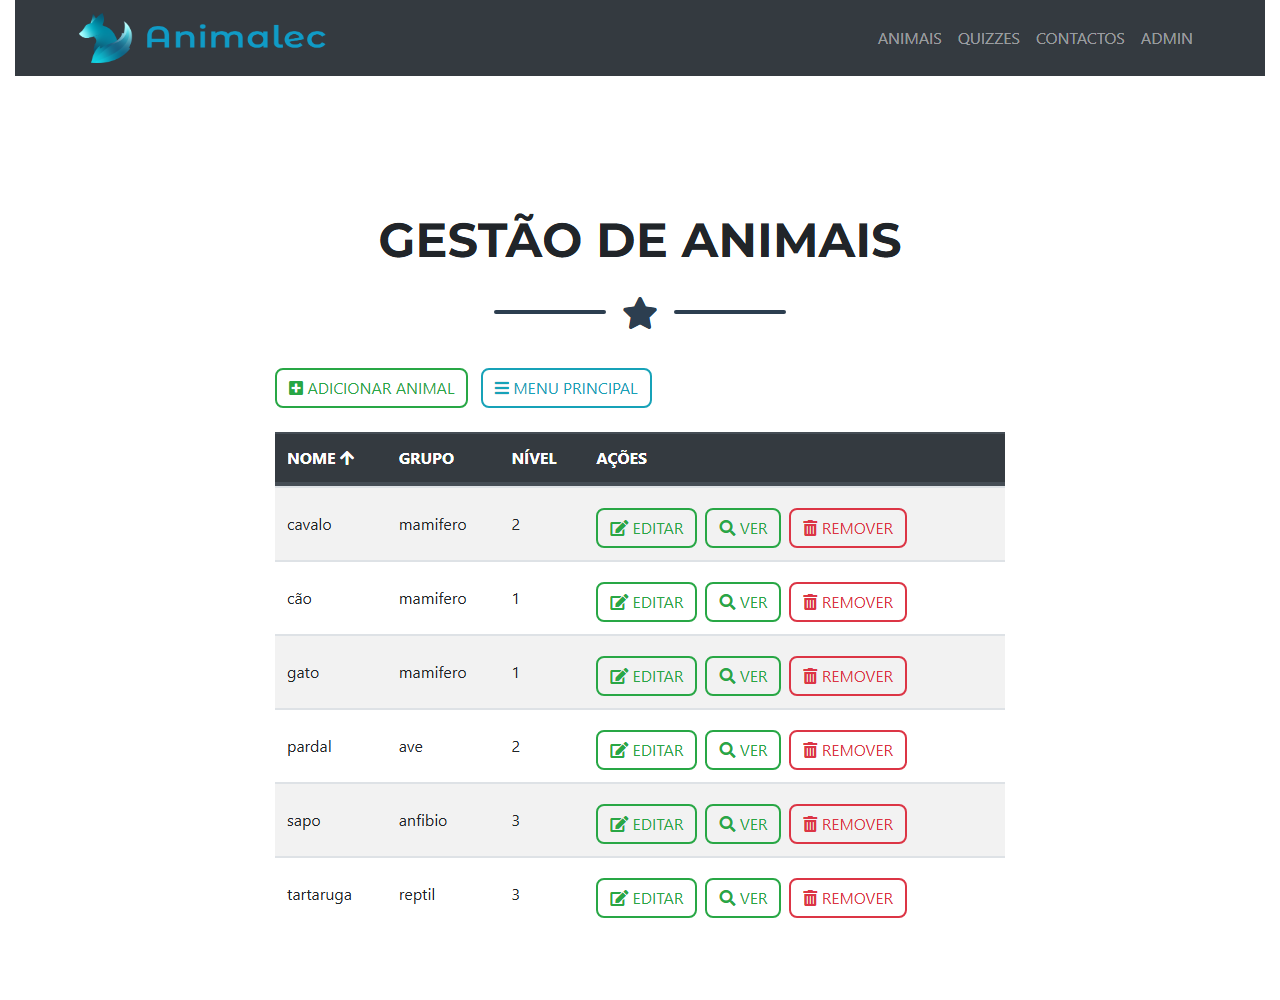 Animalec
ANIMAIS QUIZZES CONTACTOS ADMIN
GESTÃO DE ANIMAIS
ADICIONAR ANIMAL MENU PRINCIPAL
NOME GRUPO NÍVEL AÇÕES
cavalo mamifero 2 EDITAR VER REMOVER
cão mamifero 1 EDITAR VER REMOVER
gato mamifero 1 EDITAR VER REMOVER
pardal ave 2 EDITAR VER REMOVER
sapo anfibio 3 EDITAR VER REMOVER
tartaruga reptil 3 EDITAR VER REMOVER